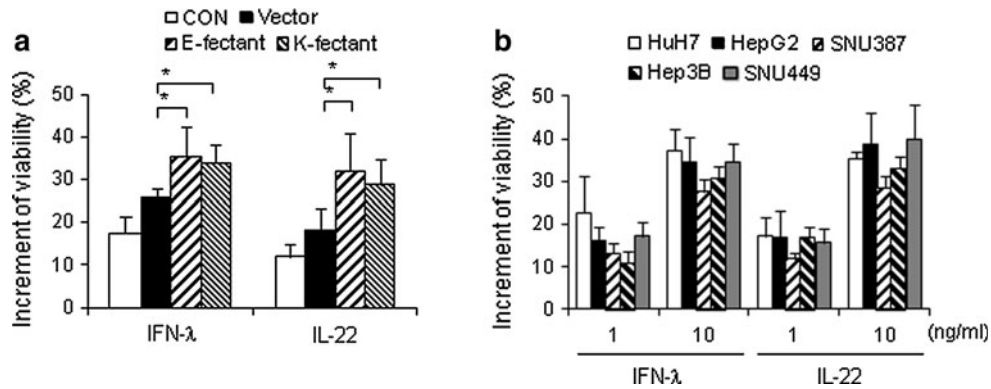 a
CON Vector
E-fectant K-fectant
Increment of viability (%)
50
40
30
20
10
0
* *
* *
IFN-λ IL-22
b
HuH7 HepG2 SNU387
Hep3B SNU449
Increment of viability (%)
50
40
30
20
10
0
1 10 1 10 (ng/ml)
IFN-λ IL-22